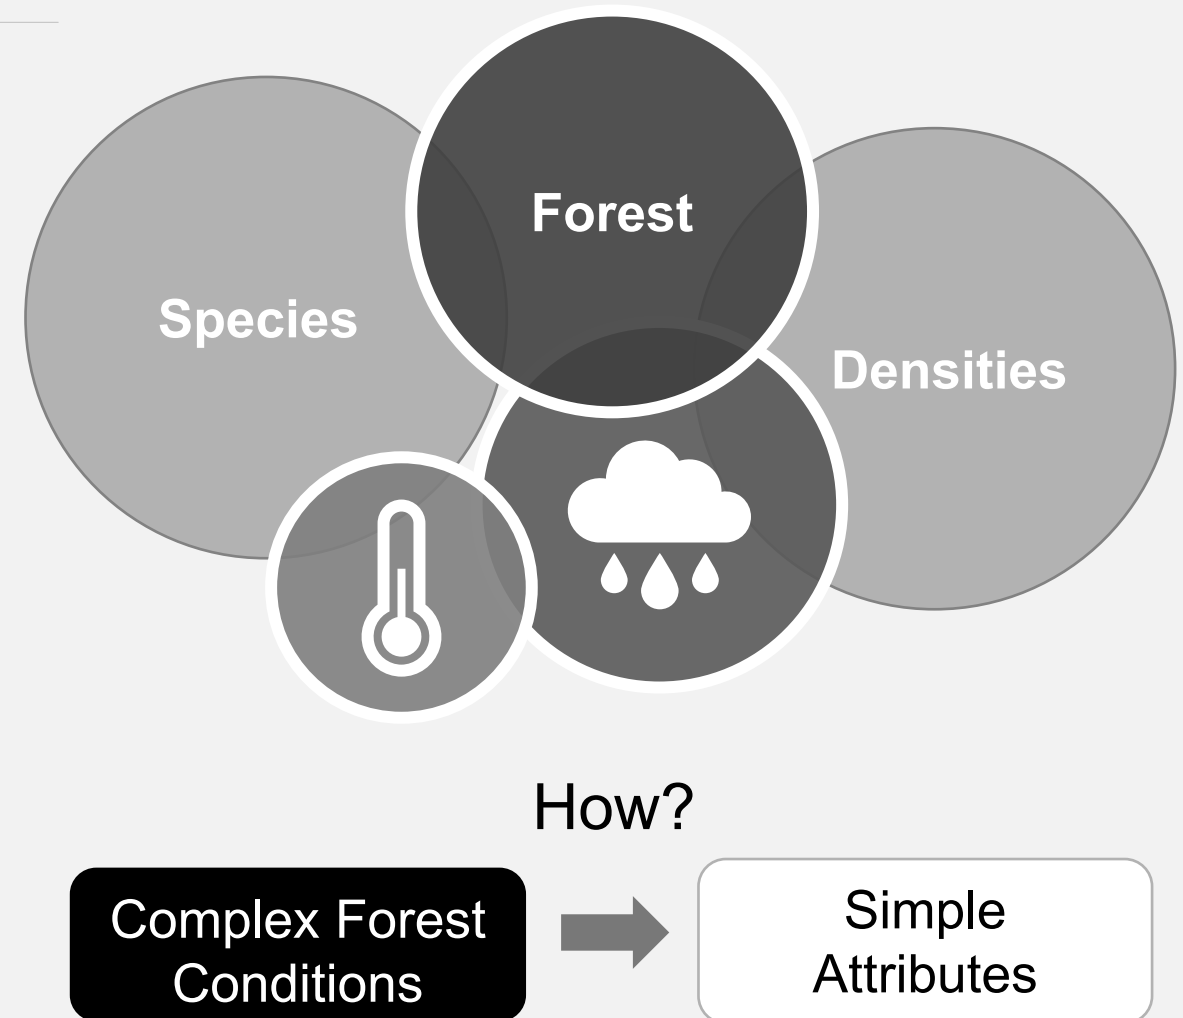 Forest
Species
Densities
How?
Complex Forest
Conditions
Simple
Attributes